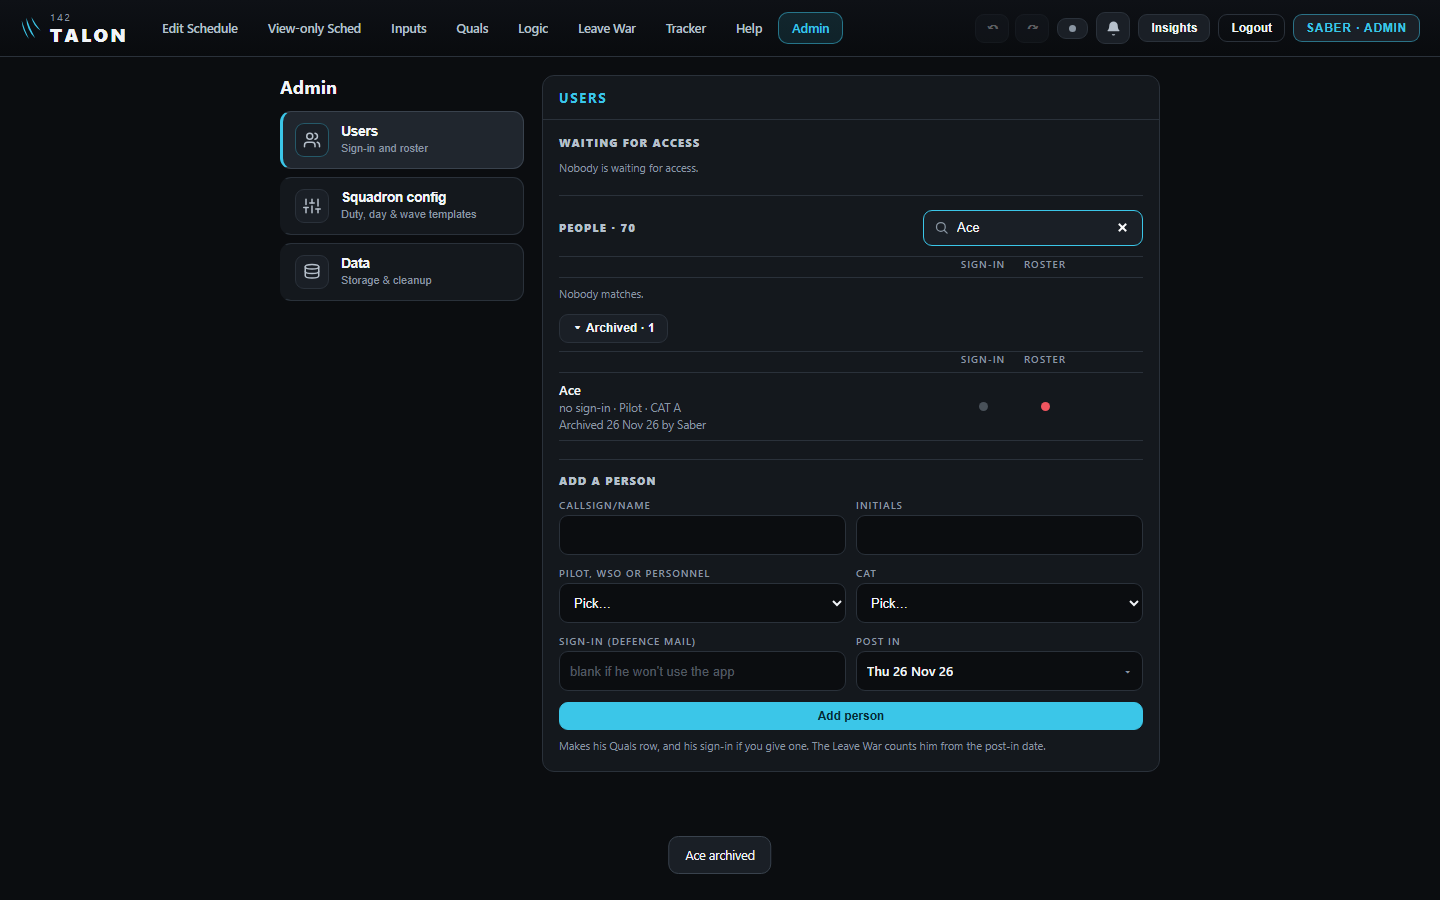 142
TALON
Edit Schedule
View-only Sched
Inputs
Quals
Logic
Leave War
Tracker
Help
Admin
Insights
Logout
SABER · ADMIN
Admin
Users
Sign-in and roster
Squadron config
Duty, day & wave templates
Data
Storage & cleanup
USERS
WAITING FOR ACCESS
Nobody is waiting for access.
PEOPLE · 70
Ace
SIGN-IN ROSTER
Nobody matches.
Archived · 1
SIGN-IN ROSTER
Ace
no sign-in · Pilot · CAT A
Archived 26 Nov 26 by Saber
ADD A PERSON
CALLSIGN/NAME
INITIALS
PILOT, WSO OR PERSONNEL
CAT
Pick...
Pick...
SIGN-IN (DEFENCE MAIL)
POST IN
blank if he won't use the app
Thu 26 Nov 26
Add person
Makes his Quals row, and his sign-in if you give one. The Leave War counts him from the post-in date.
Ace archived